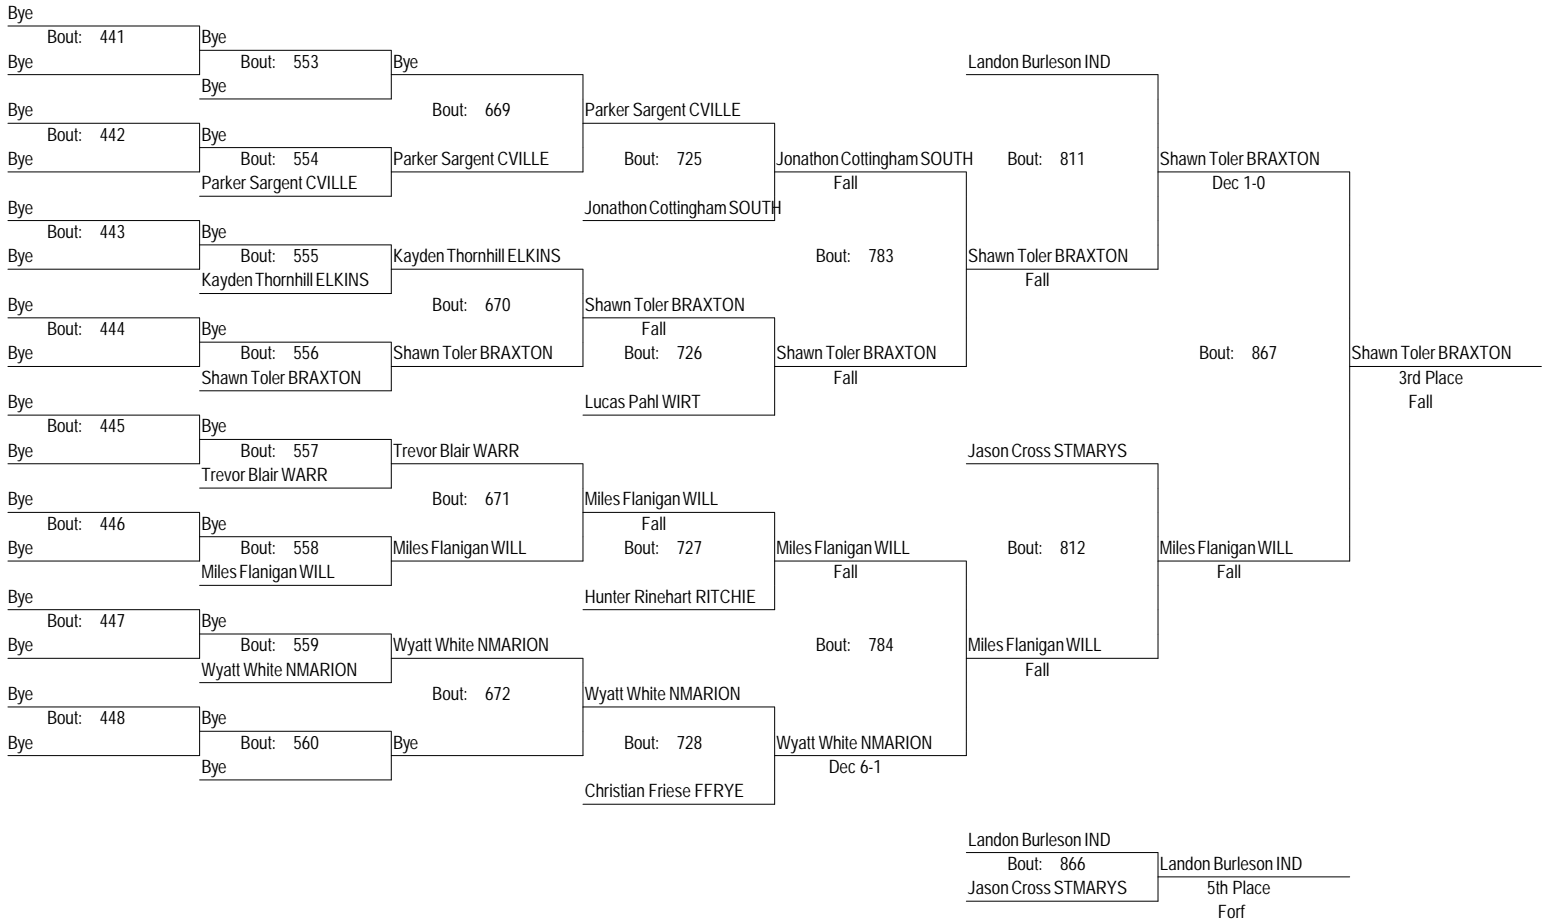 Bye
Bout: 441 Bye
Bye Bout: 553 Bye Landon Burleson IND
Bye
Bye Bout: 669 Parker Sargent CVILLE
Bout: 442 Bye
Bye Bout: 554 Parker Sargent CVILLE Bout: 725 Jonathon Cottingham SOUTH Bout: 811 Shawn Toler BRAXTON
Parker Sargent CVILLE Fall Dec 1-0
Bye Jonathon Cottingham SOUTH
Bout: 443 Bye
Bye Bout: 555 Kayden Thornhill ELKINS Bout: 783 Shawn Toler BRAXTON
Kayden Thornhill ELKINS Fall
Bye Bout: 670 Shawn Toler BRAXTON
Bout: 444 Bye Fall
Bye Bout: 556 Shawn Toler BRAXTON Bout: 726 Shawn Toler BRAXTON Bout: 867 Shawn Toler BRAXTON
Shawn Toler BRAXTON Fall 3rd Place
Bye Lucas Pahl WIRT Fall
Bout: 445 Bye
Bye Bout: 557 Trevor Blair WARR Jason Cross STMARYS
Trevor Blair WARR
Bye Bout: 671 Miles Flanigan WILL
Bout: 446 Bye Fall
Bye Bout: 558 Miles Flanigan WILL Bout: 727 Miles Flanigan WILL Bout: 812 Miles Flanigan WILL
Miles Flanigan WILL Fall Fall
Bye Hunter Rinehart RITCHIE
Bout: 447 Bye
Bye Bout: 559 Wyatt White NMARION Bout: 784 Miles Flanigan WILL
Wyatt White NMARION Fall
Bye Bout: 672 Wyatt White NMARION
Bout: 448 Bye
Bye Bout: 560 Bye Bout: 728 Wyatt White NMARION
Bye Dec 6-1
Christian Friese FFRYE
Landon Burleson IND
Bout: 866 Landon Burleson IND
Jason Cross STMARYS 5th Place
Forf